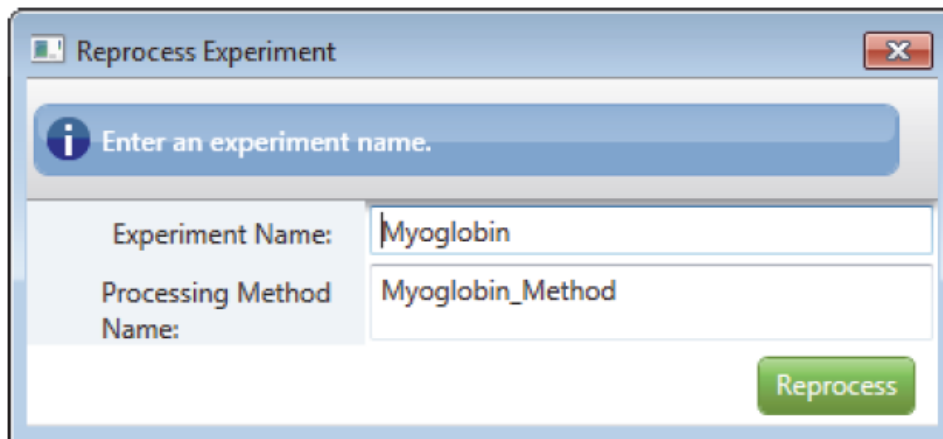 Reprocess Experiment
Enter an experiment name.
Experiment Name:
Myoglobin
Processing Method
Name:
Myoglobin_Method
Reprocess